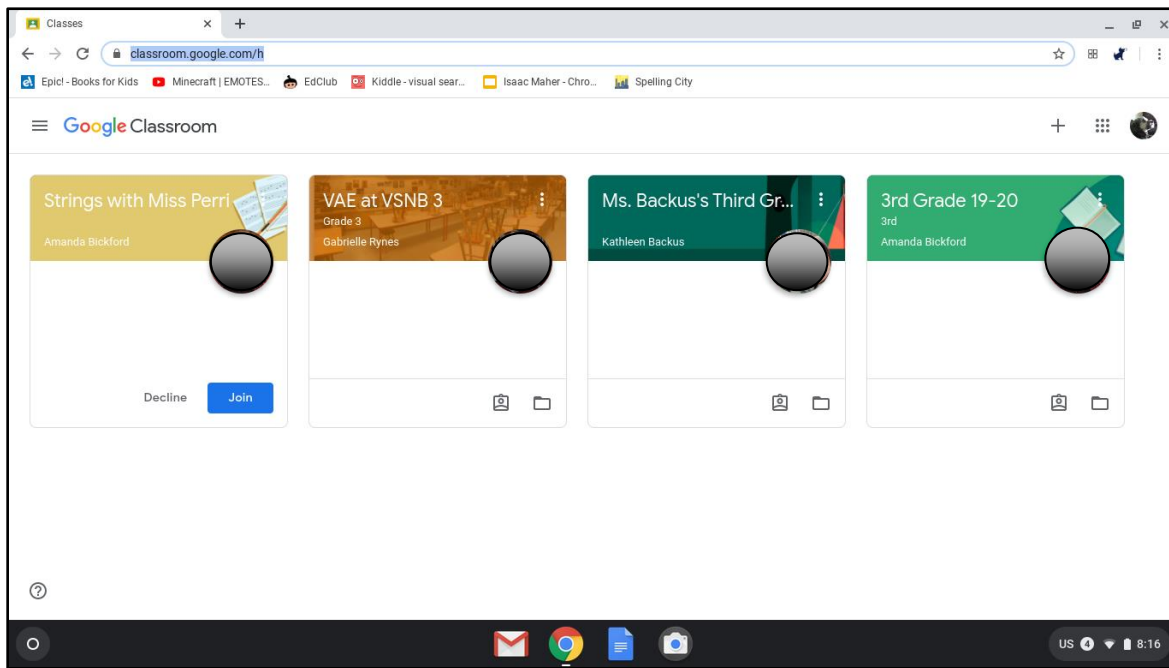 Classes
classroom.google.com/h
Epic! - Books for Kids Minecraft | EMOTES... EdClub Kiddle - visual sear... Isaac Maher - Chro... Spelling City
Google Classroom
Strings with Miss Perri
Amanda Bickford
Decline Join
VAE at VSNB 3
Grade 3
Gabrielle Rynes
Ms. Backus's Third Gr...
Kathleen Backus
3rd Grade 19-20
3rd
Amanda Bickford
US 4 8:16